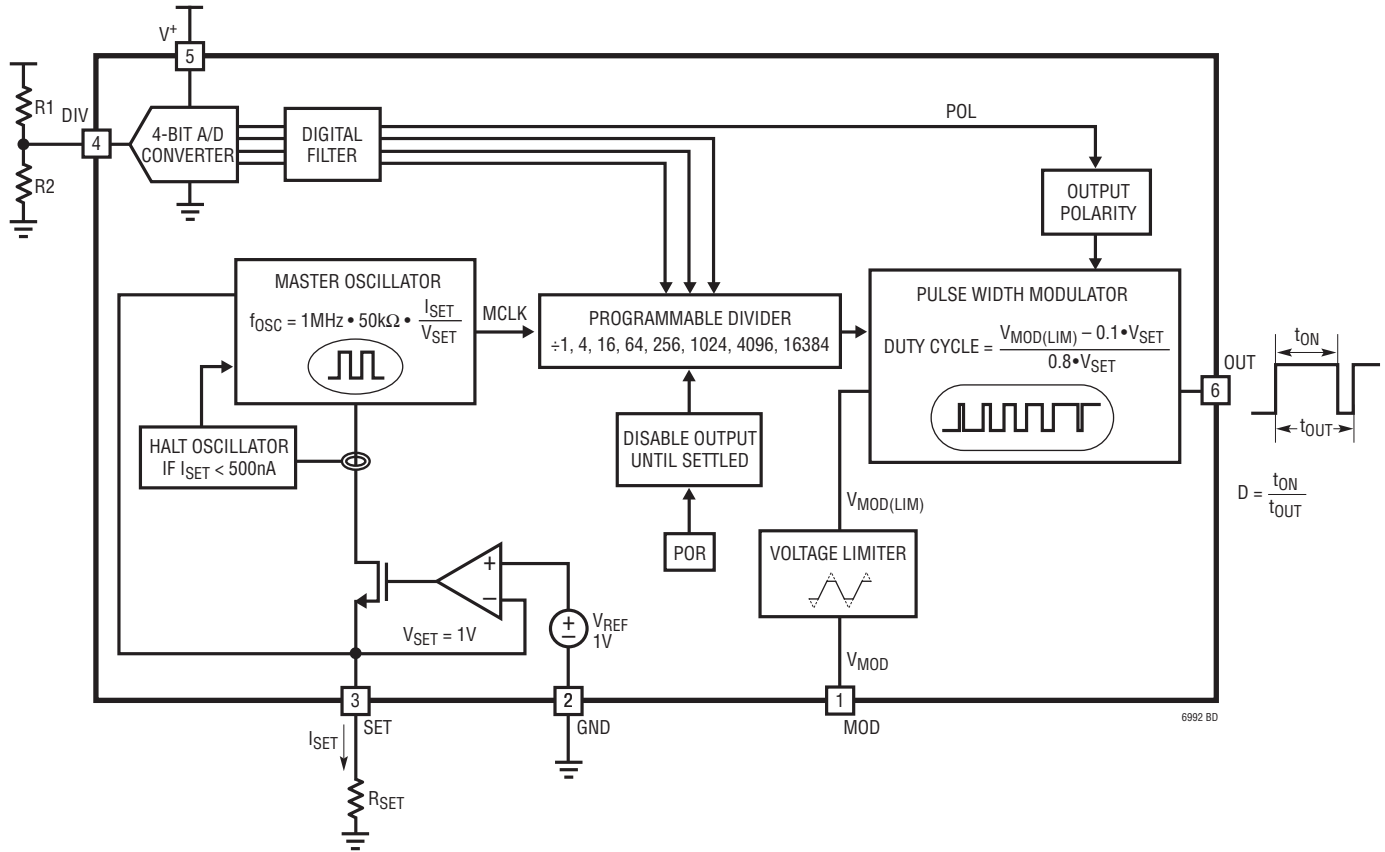 V+
5
R1
DIV
4
R2
4-BIT A/D
CONVERTER
DIGITAL
FILTER
POL
OUTPUT
POLARITY
MASTER OSCILLATOR
fOSC = 1MHz • 50kΩ • ISET / VSET
MCLK
PROGRAMMABLE DIVIDER
÷1, 4, 16, 64, 256, 1024, 4096, 16384
PULSE WIDTH MODULATOR
DUTY CYCLE = VMOD(LIM) – 0.1•VSET / 0.8•VSET
OUT
6
tON
tOUT
D = tON / tOUT
HALT OSCILLATOR
IF ISET < 500nA
DISABLE OUTPUT
UNTIL SETTLED
POR
VMOD(LIM)
VOLTAGE LIMITER
VMOD
+
–
VSET = 1V
+
–
VREF
1V
3
SET
2
GND
1
MOD
6992 BD
ISET
RSET